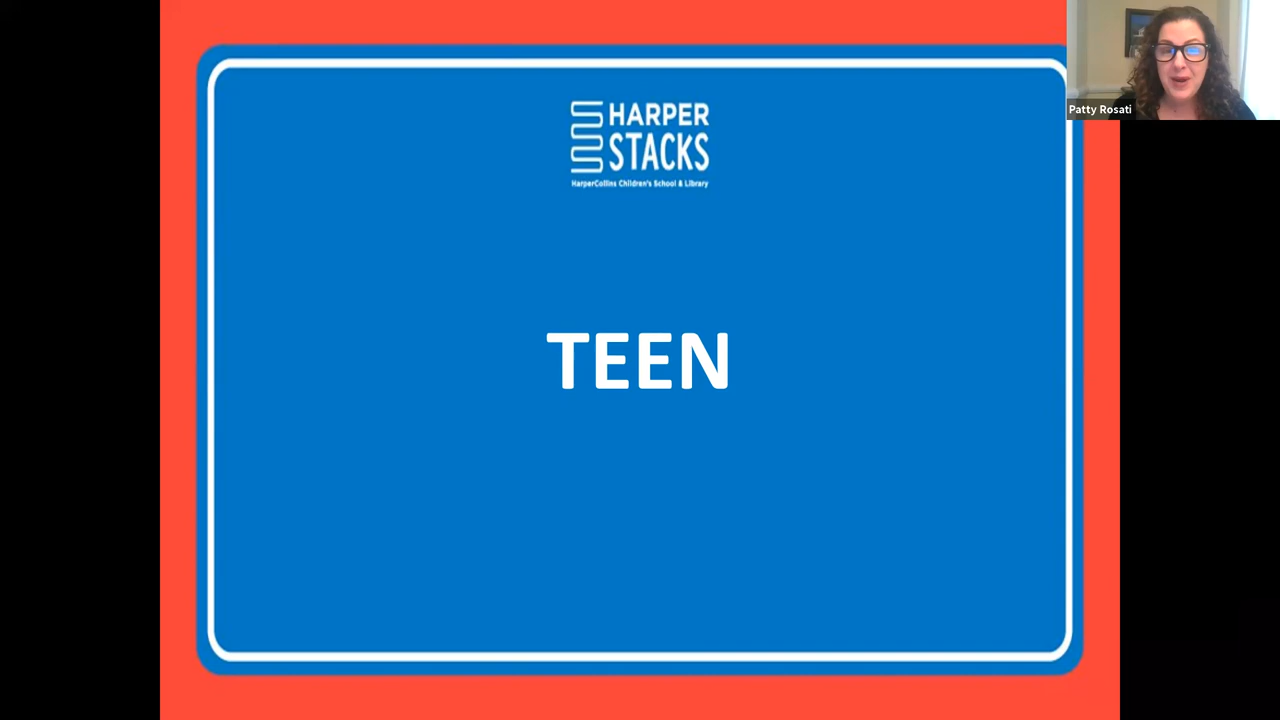 HARPER
STACKS
HarperCollins Children's School & Library
TEEN
Patty Rosati